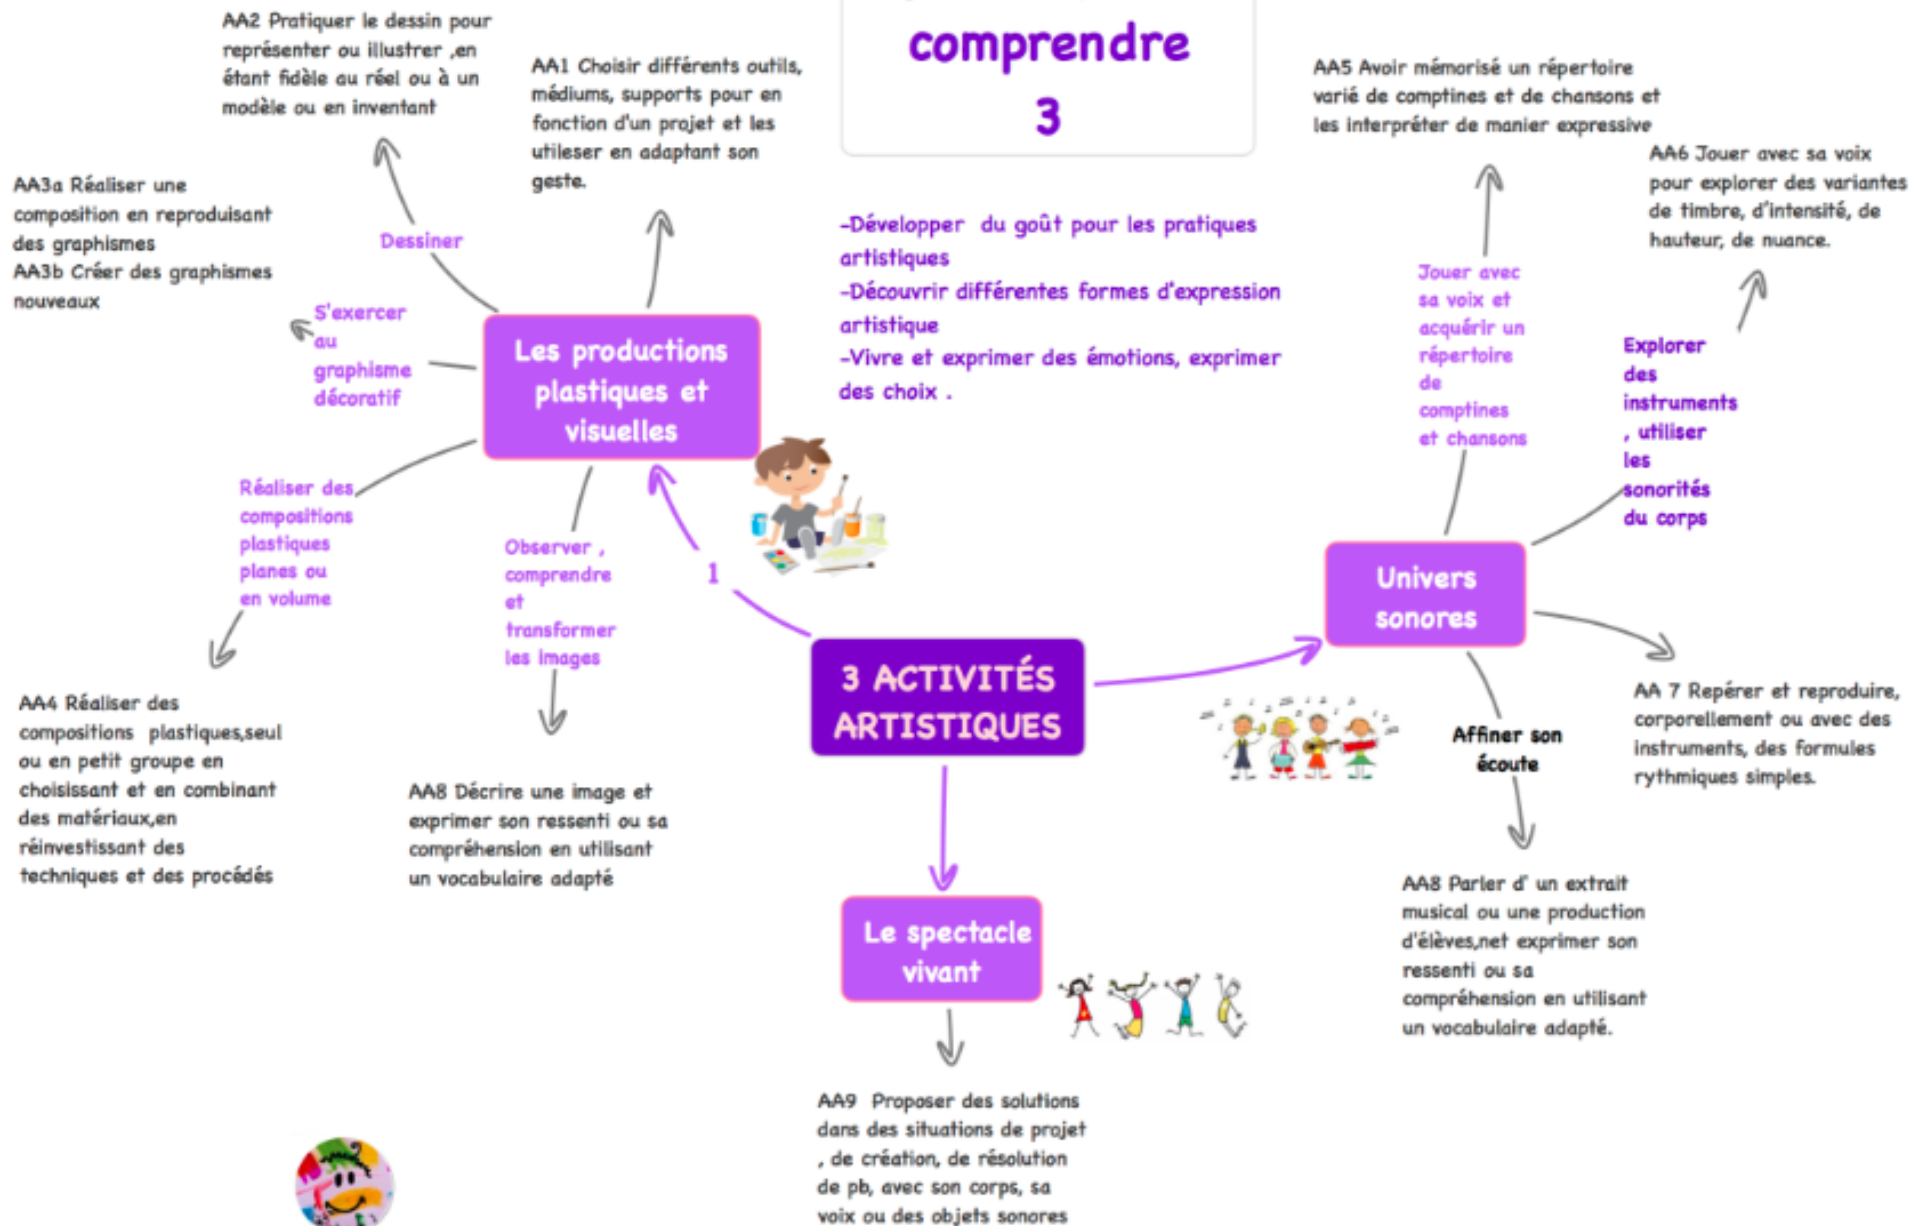 comprendre
3
AA2 Pratiquer le dessin pour
représenter ou illustrer ,en
étant fidèle au réel ou à un
modèle ou en inventant
AA1 Choisir différents outils,
médiums, supports pour en
fonction d'un projet et les
utileser en adaptant son
geste.
AA3a Réaliser une
composition en reproduisant
des graphismes
AA3b Créer des graphismes
nouveaux
Dessiner
S'exercer
au
graphisme
décoratif
Les productions
plastiques et
visuelles
Réaliser des
compositions
plastiques
planes ou
en volume
Observer ,
comprendre
et
transformer
les images
AA4 Réaliser des
compositions plastiques,seul
ou en petit groupe en
choisissant et en combinant
des matériaux,en
réinvestissant des
techniques et des procédés
AA8 Décrire une image et
exprimer son ressenti ou sa
compréhension en utilisant
un vocabulaire adapté
-Développer du goût pour les pratiques
artistiques
-Découvrir différentes formes d'expression
artistique
-Vivre et exprimer des émotions, exprimer
des choix .
1
3 ACTIVITÉS
ARTISTIQUES
Le spectacle
vivant
AA9 Proposer des solutions
dans des situations de projet
, de création, de résolution
de pb, avec son corps, sa
voix ou des objets sonores
AA5 Avoir mémorisé un répertoire
varié de comptines et de chansons et
les interpréter de manier expressive
AA6 Jouer avec sa voix
pour explorer des variantes
de timbre, d'intensité, de
hauteur, de nuance.
Jouer avec
sa voix et
acquérir un
répertoire
de
comptines
et chansons
Explorer
des
instruments
, utiliser
les
sonorités
du corps
Univers
sonores
AA 7 Repérer et reproduire,
corporellement ou avec des
instruments, des formules
rythmiques simples.
Affiner son
écoute
AA8 Parler d' un extrait
musical ou une production
d'élèves,net exprimer son
ressenti ou sa
compréhension en utilisant
un vocabulaire adapté.